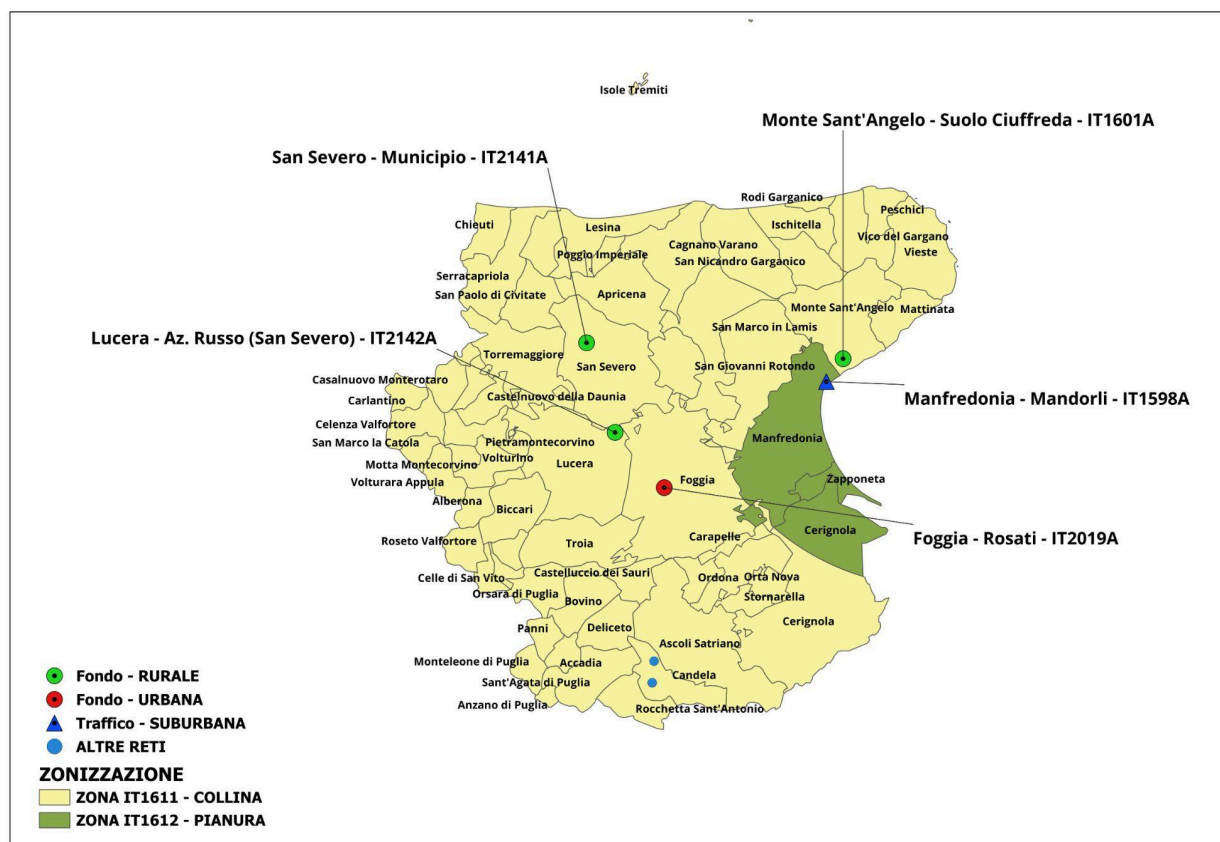 Isole Tremiti
Monte Sant'Angelo - Suolo Ciuffreda - IT1601A
San Severo - Municipio - IT2141A
Rodi Garganico
Peschici
Chieuti
Lesina
Ischitella
Vico del Gargano
Cagnano Varano
Vieste
Poggio Imperiale
San Nicandro Garganico
Serracapriola
San Paolo di Civitate
Apricena
Monte Sant'Angelo
Mattinata
San Marco in Lamis
Lucera - Az. Russo (San Severo) - IT2142A
Torremaggiore
San Severo
San Giovanni Rotondo
Casalnuovo Monterotaro
Carlantino
Castelnuovo della Daunia
Manfredonia - Mandorli - IT1598A
Celenza Valfortore
San Marco la Catola
Pietramontecorvino
Manfredonia
Volturino
Lucera
Motta Montecorvino
Volturara Appula
Foggia
Zapponeta
Alberona
Biccari
Cerignola
Roseto Valfortore
Troia
Carapelle
Foggia - Rosati - IT2019A
Celle di San Vito
Castelluccio dei Sauri
Ordona
Orta Nova
Orsara di Puglia
Bovino
Stornarella
Cerignola
Panni
Deliceto
Ascoli Satriano
Monteleone di Puglia
Accadia
Candela
Sant'Agata di Puglia
Anzano di Puglia
Rocchetta Sant'Antonio
Fondo - RURALE
Fondo - URBANA
Traffico - SUBURBANA
ALTRE RETI
ZONIZZAZIONE
ZONA IT1611 - COLLINA
ZONA IT1612 - PIANURA